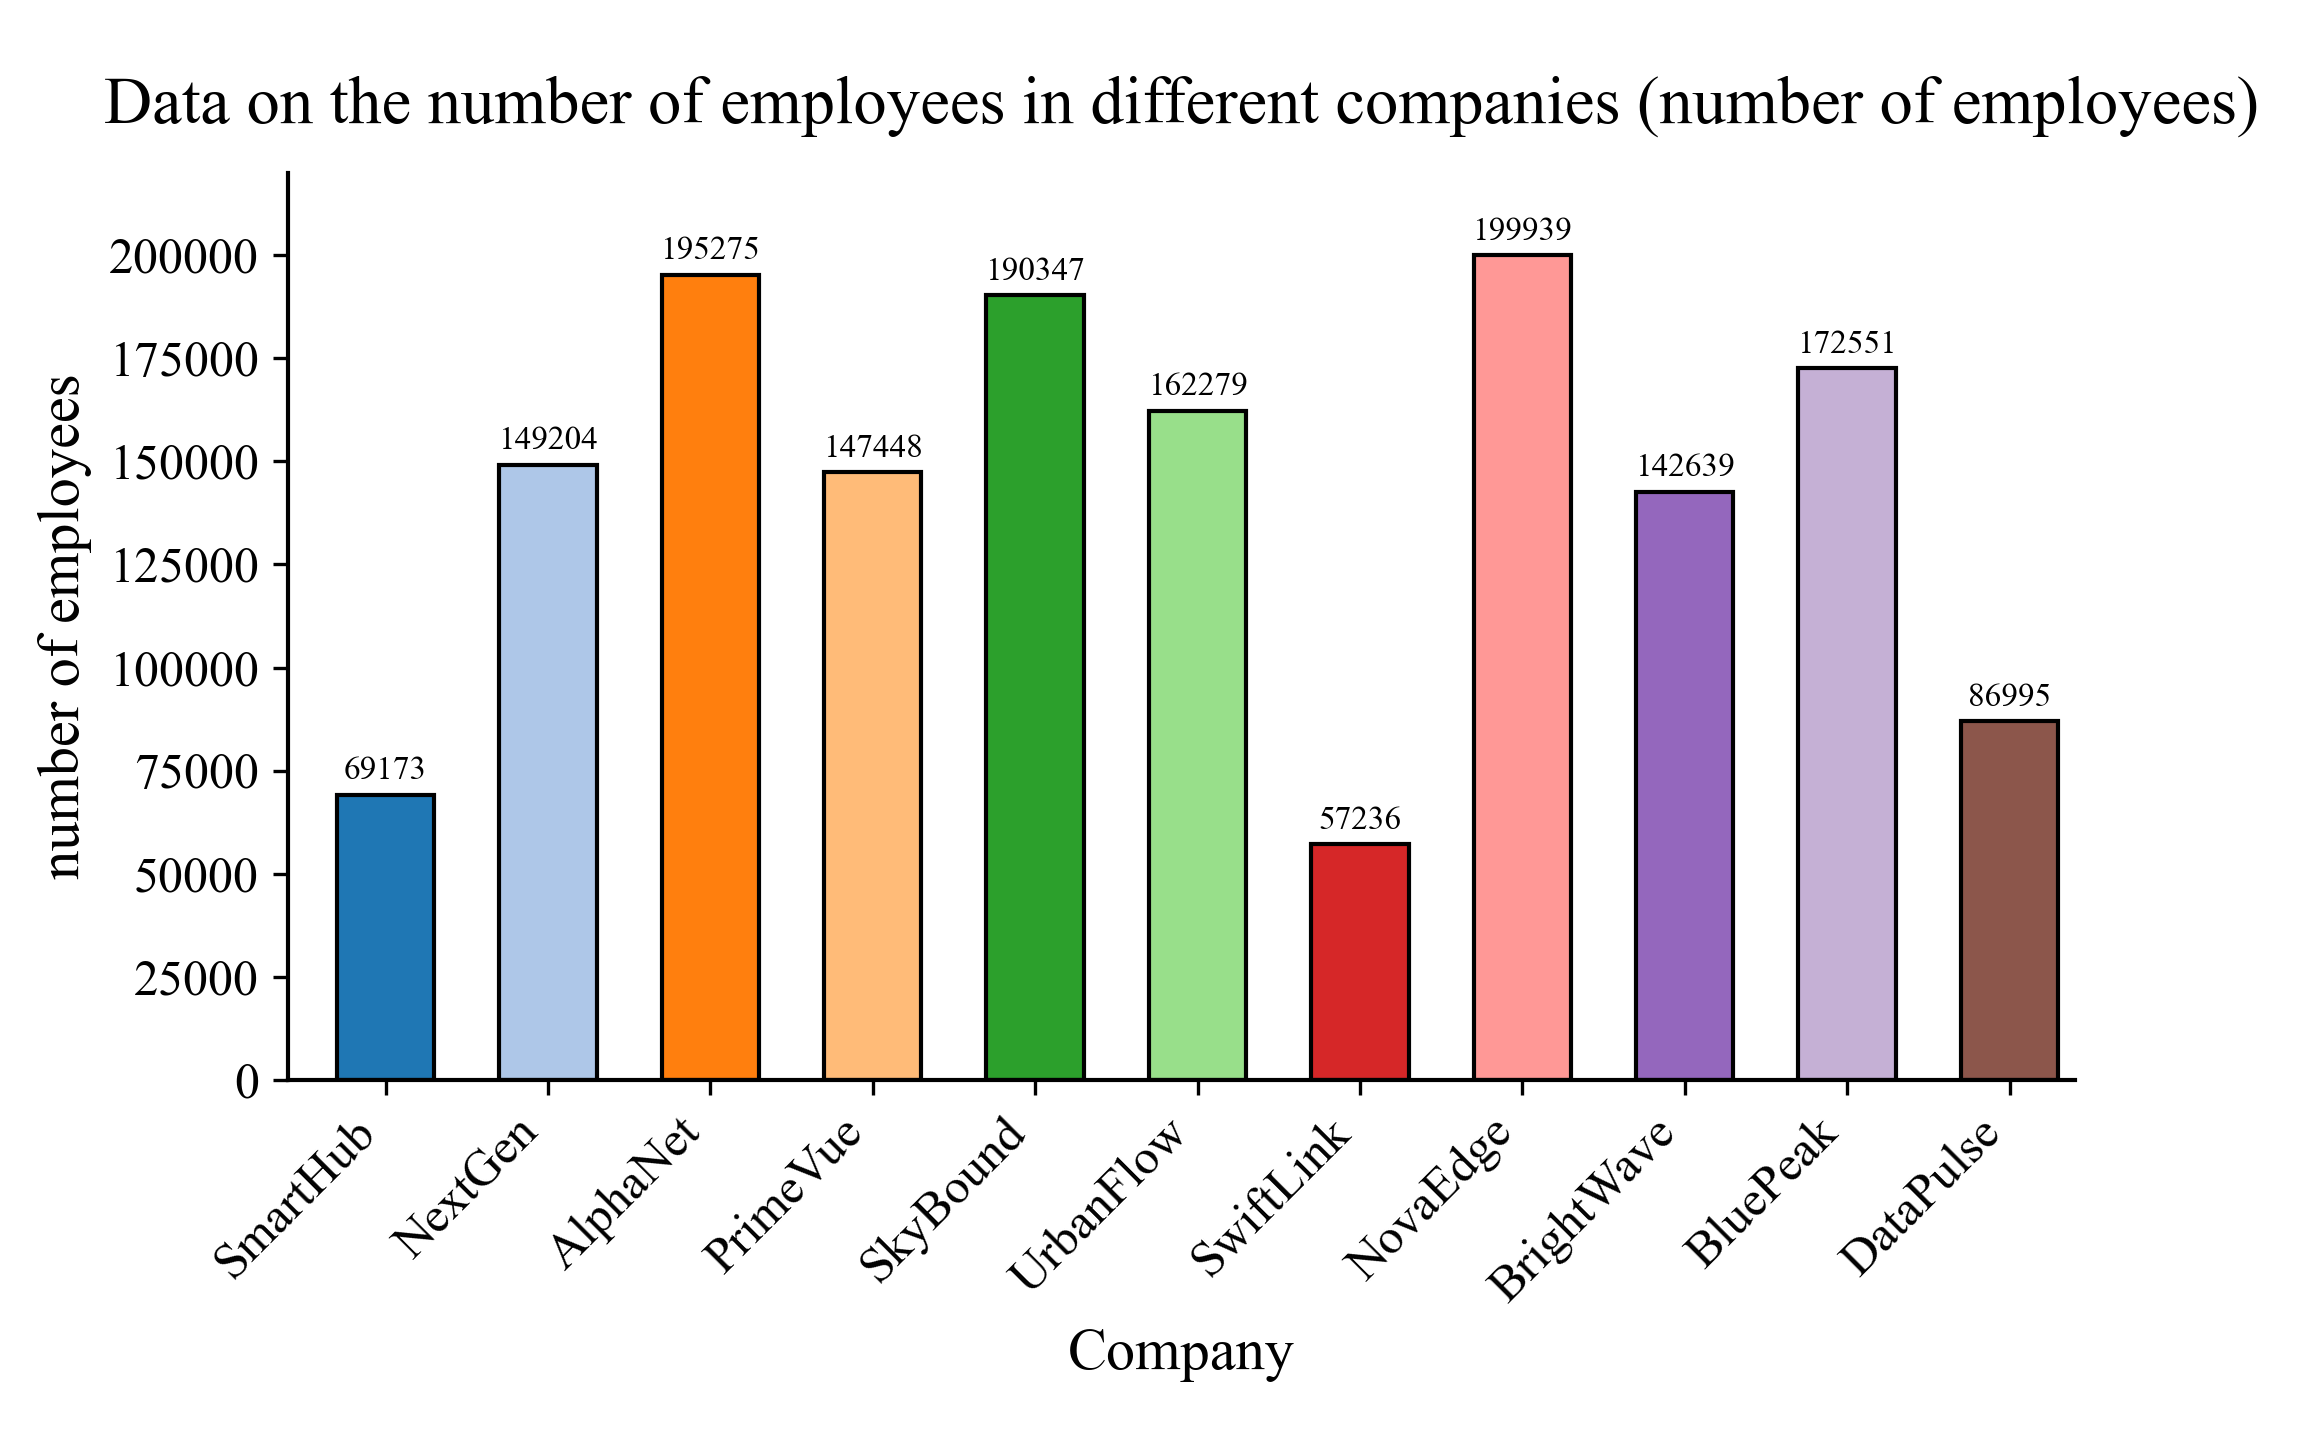 Data on the number of employees in different companies (number of employees)
number of employees
200000
175000
150000
125000
100000
75000
50000
25000
0
69173
149204
195275
147448
190347
162279
57236
199939
142639
172551
86995
SmartHub
NextGen
AlphaNet
PrimeVue
SkyBound
UrbanFlow
SwiftLink
NovaEdge
BrightWave
BluePeak
DataPulse
Company